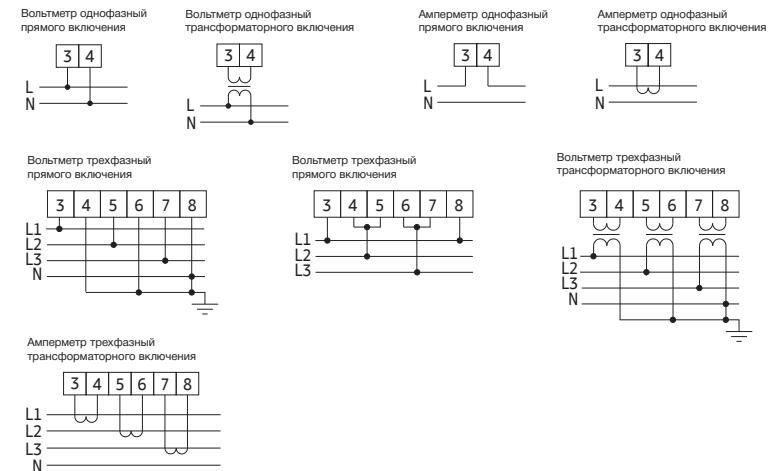 Вольтметр однофазный
прямого включения
3 4
L
N
Вольтметр однофазный
трансформаторного включения
3 4
L
N
Амперметр однофазный
прямого включения
3 4
L
N
Амперметр однофазный
трансформаторного включения
3 4
L
N
Вольтметр трехфазный
прямого включения
3 4 5 6 7 8
L1
L2
L3
N
Вольтметр трехфазный
прямого включения
3 4 5 6 7 8
L1
L2
L3
Вольтметр трехфазный
трансформаторного включения
3 4 5 6 7 8
L1
L2
L3
N
Амперметр трехфазный
трансформаторного включения
3 4 5 6 7 8
L1
L2
L3
N